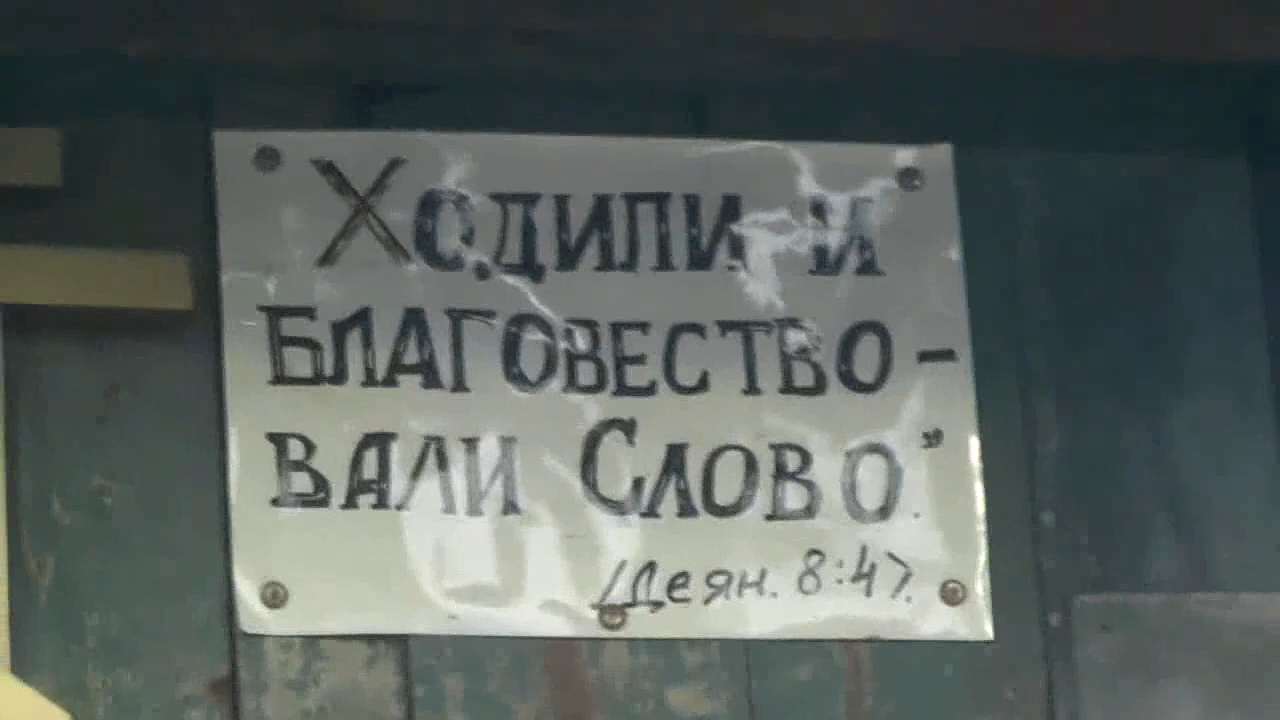 "Ходили и
благовество-
вали Слово."
/Деян. 8:4/.